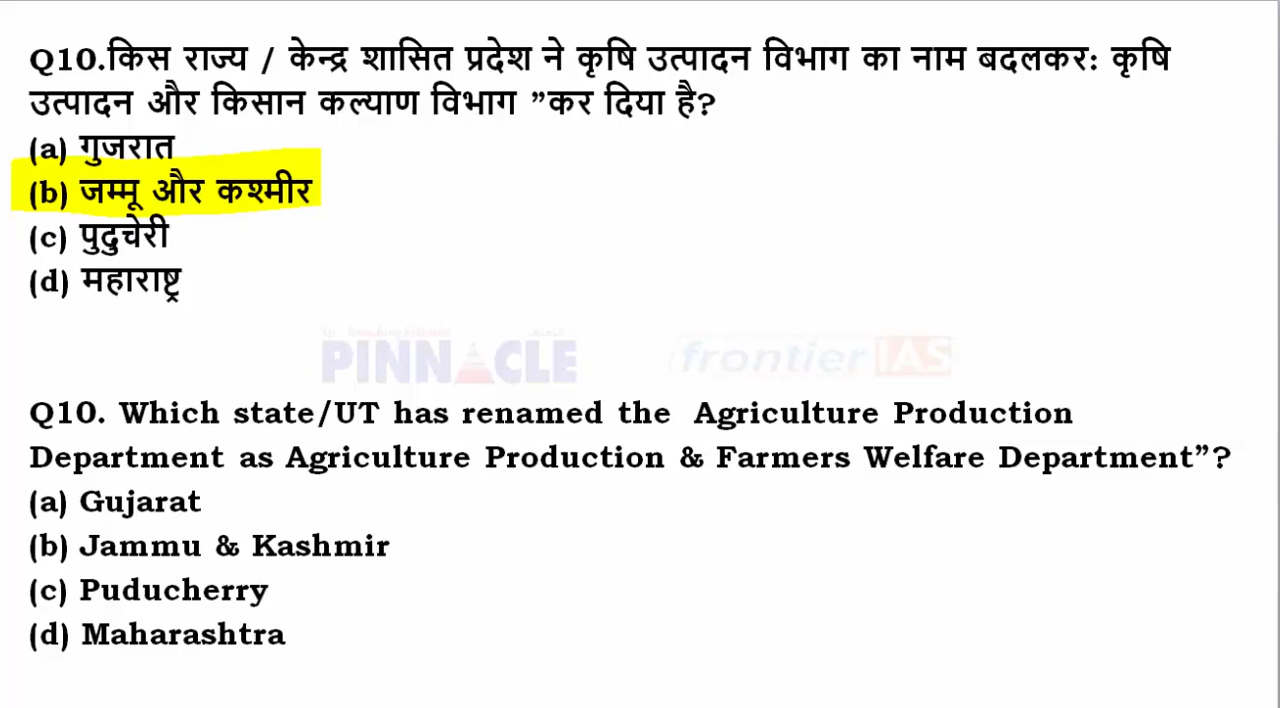 Q10.किस राज्य / केन्द्र शासित प्रदेश ने कृषि उत्पादन विभाग का नाम बदलकर: कृषि
उत्पादन और किसान कल्याण विभाग ”कर दिया है?
(a) गुजरात
(b) जम्मू और कश्मीर
(c) पुदुचेरी
(d) महाराष्ट्र
PINNACLE frontier IAS
Q10. Which state/UT has renamed the Agriculture Production
Department as Agriculture Production & Farmers Welfare Department”?
(a) Gujarat
(b) Jammu & Kashmir
(c) Puducherry
(d) Maharashtra